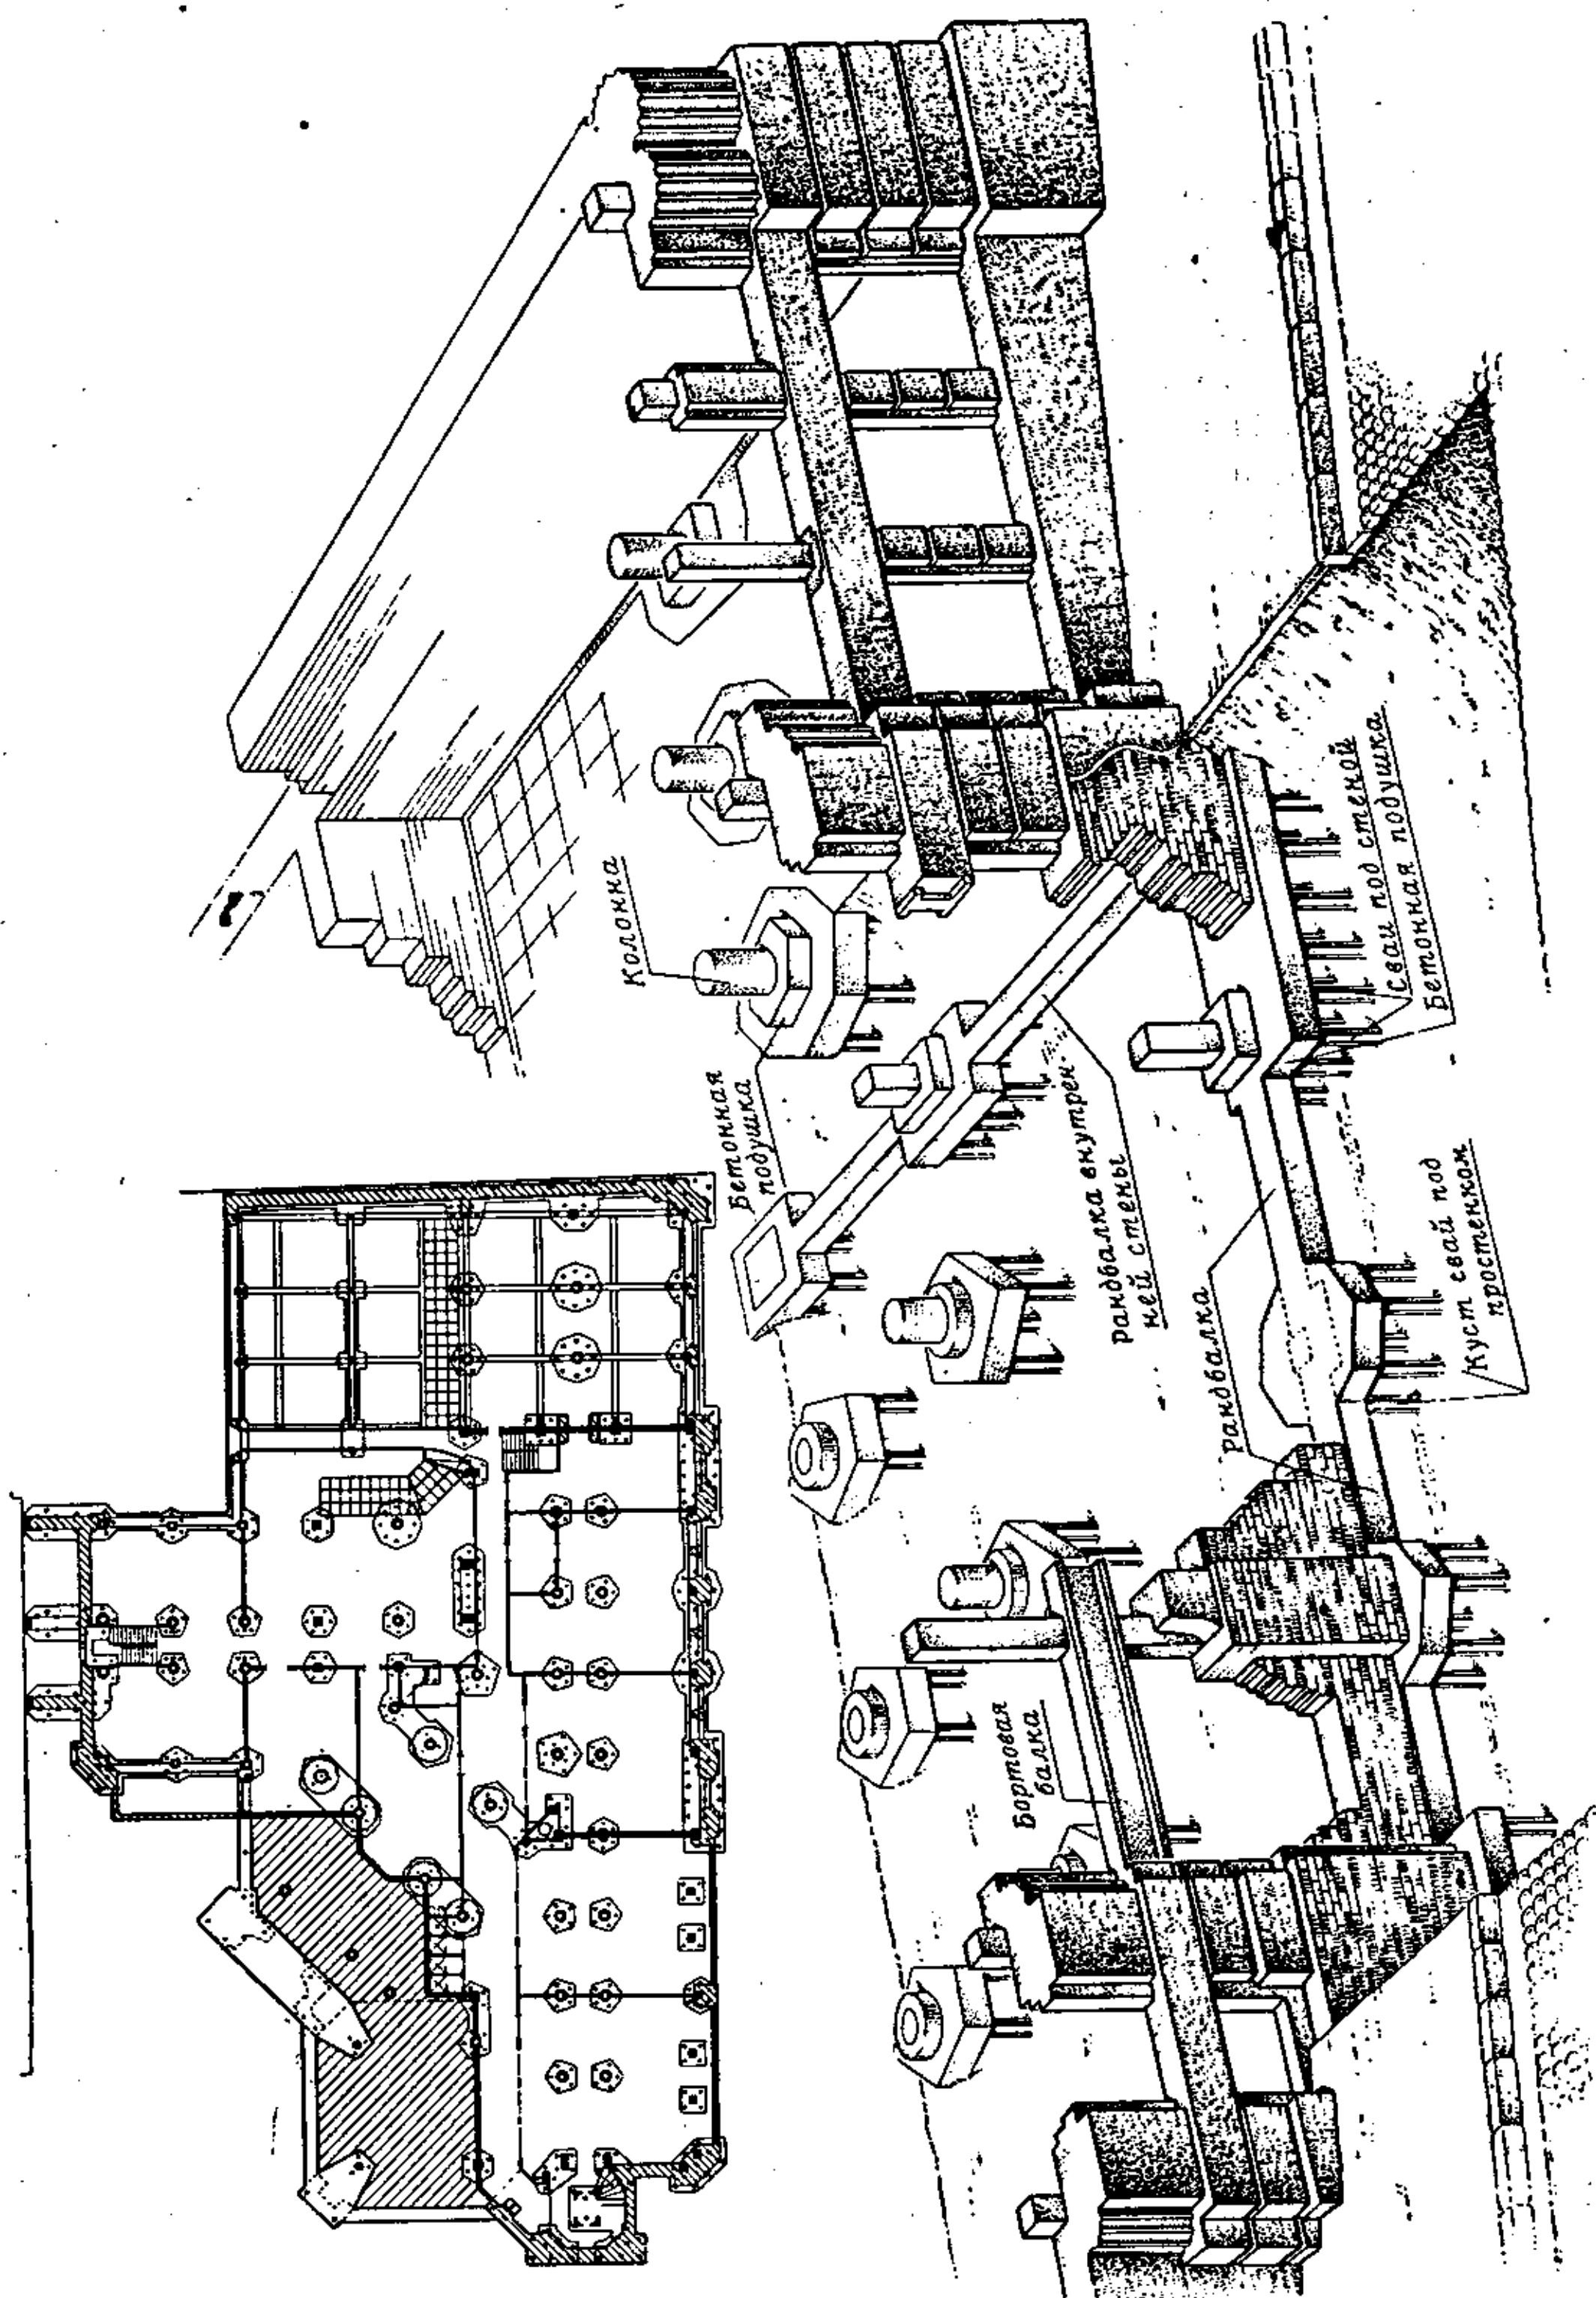 Колонна
Бетонная
подушка
Рандбалка внутрен-
ней стены
Сваи под стеной
Бетонная подушка
Рандбалка
Куст свай под
простенком
Бортовая
балка